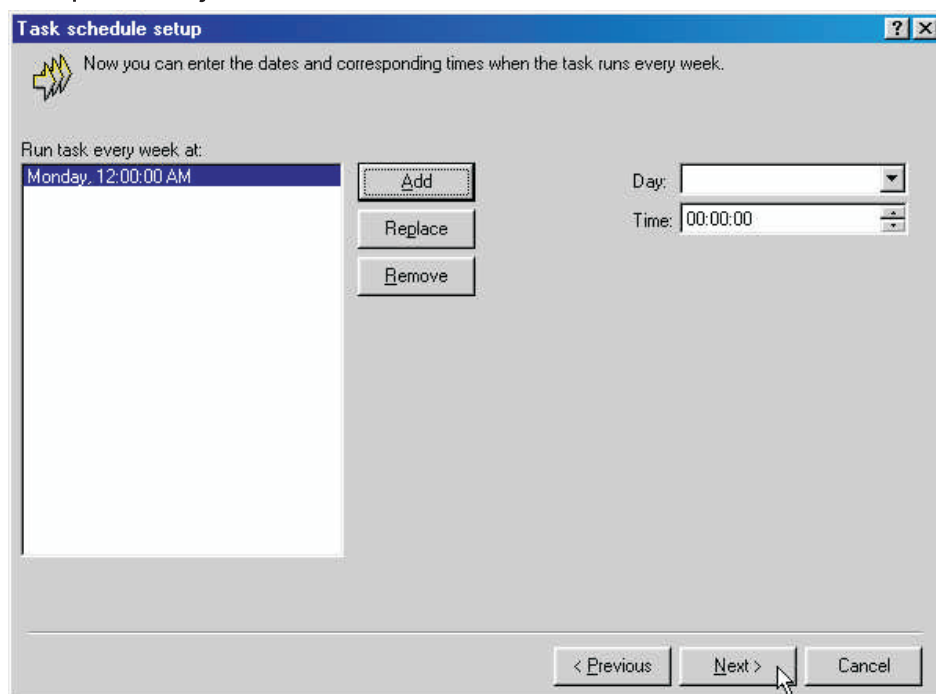 Task schedule setup
Now you can enter the dates and corresponding times when the task runs every week.
Run task every week at:
Monday, 12:00:00 AM
Add
Replace
Remove
Day:
Time: 00:00:00
< Previous
Next >
Cancel